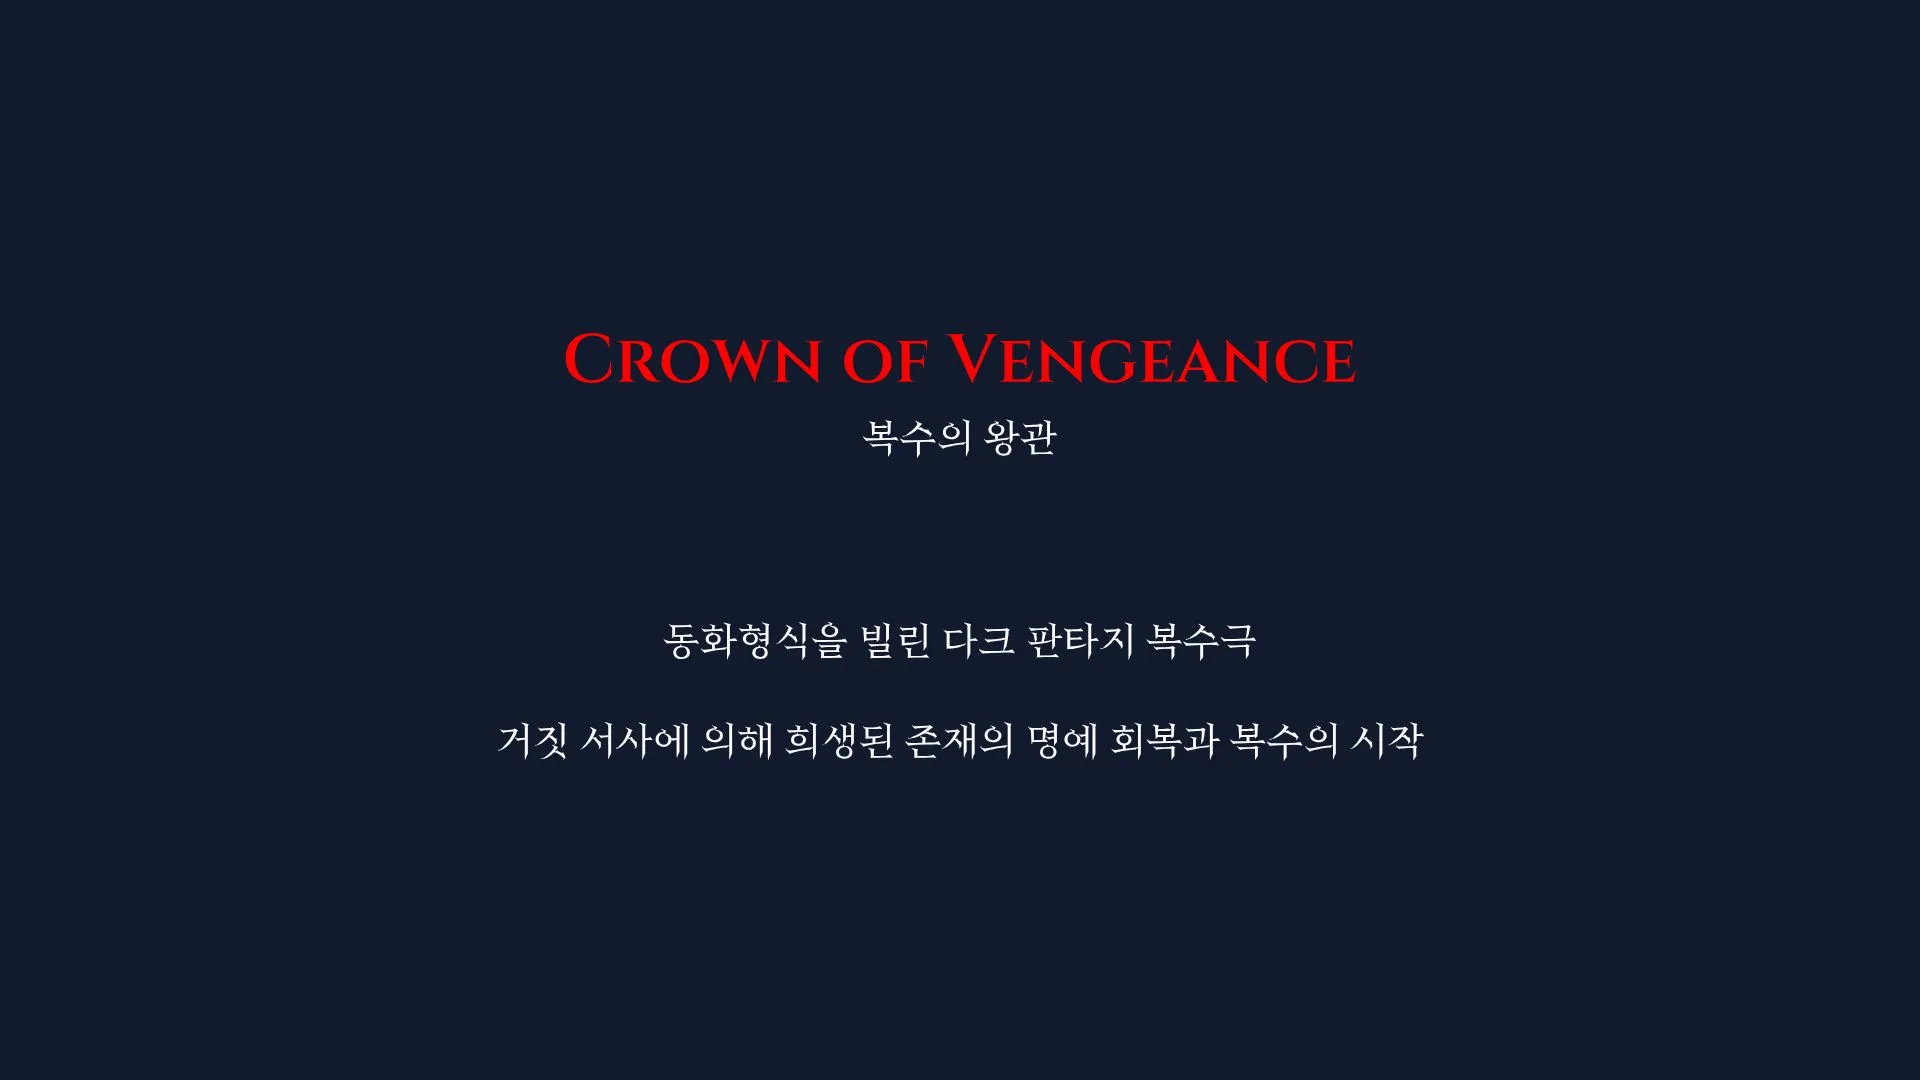 Crown of Vengeance
복수의 왕관
동화형식을 빌린 다크 판타지 복수극
거짓 서사에 의해 희생된 존재의 명예 회복과 복수의 시작